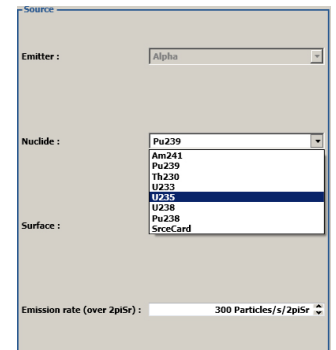 Source
Emitter :
Alpha
Nuclide :
Pu239
Am241
Pu239
Th230
U233
U235
U238
Pu238
SrceCard
Surface :
Emission rate (over 2piSr) :
300 Particles/s/2piSr